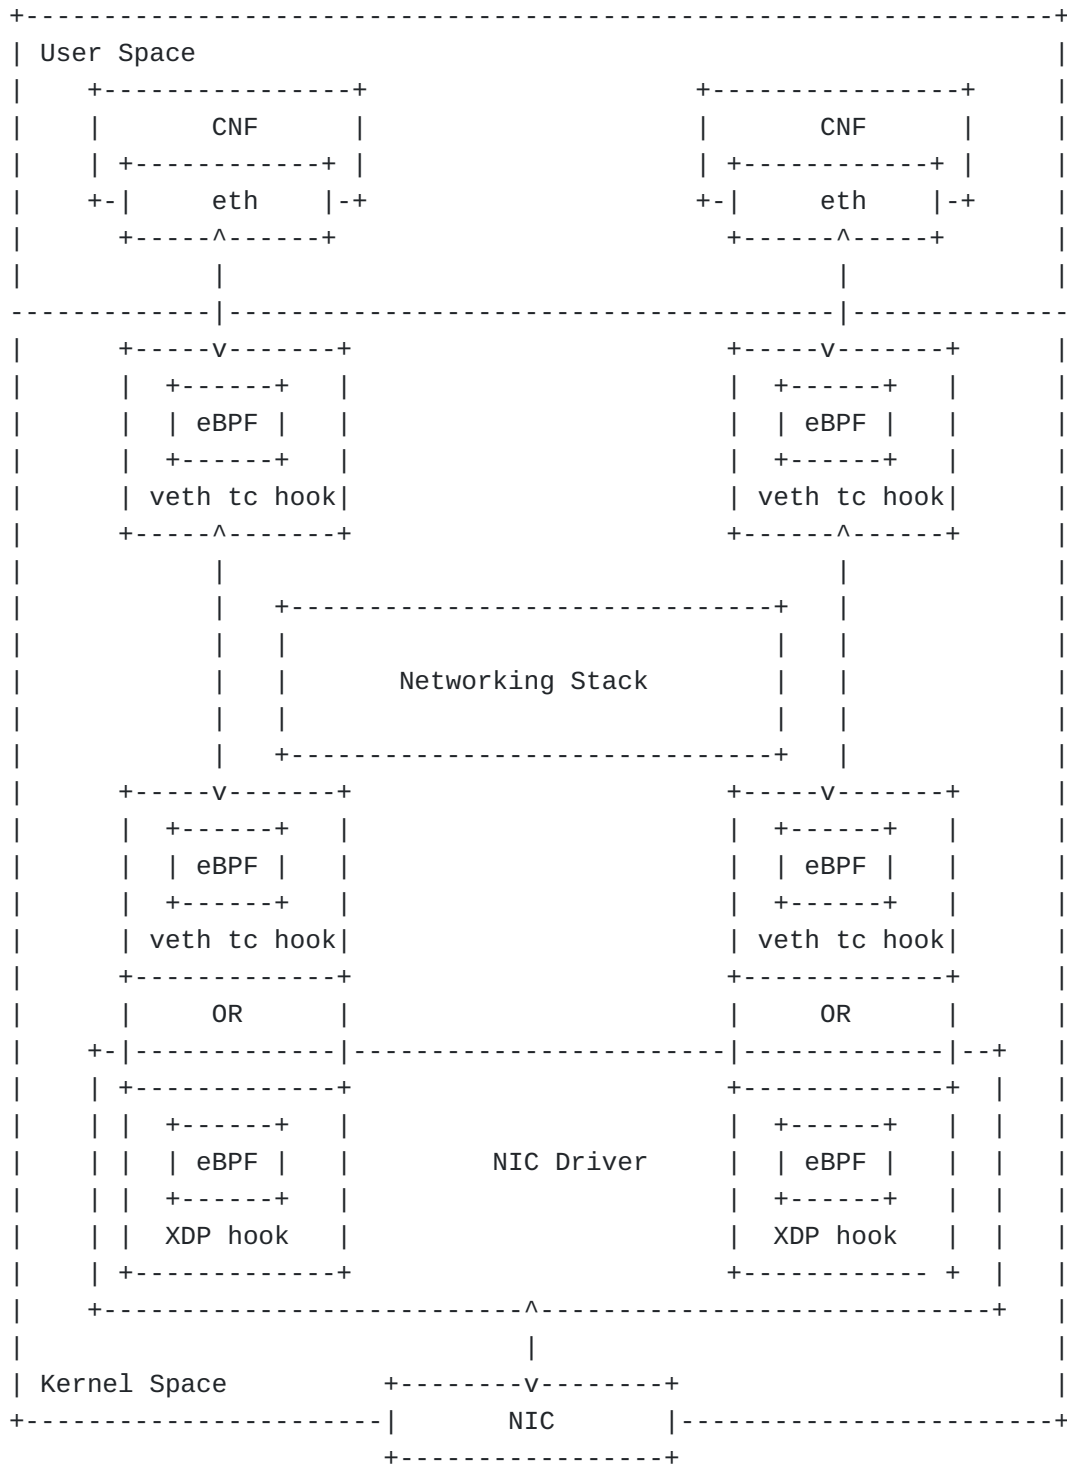 User Space
CNF CNF
eth eth
eBPF eBPF
veth tc hook veth tc hook
Networking Stack
eBPF eBPF
veth tc hook veth tc hook
OR OR
eBPF NIC Driver eBPF
XDP hook XDP hook
Kernel Space
NIC